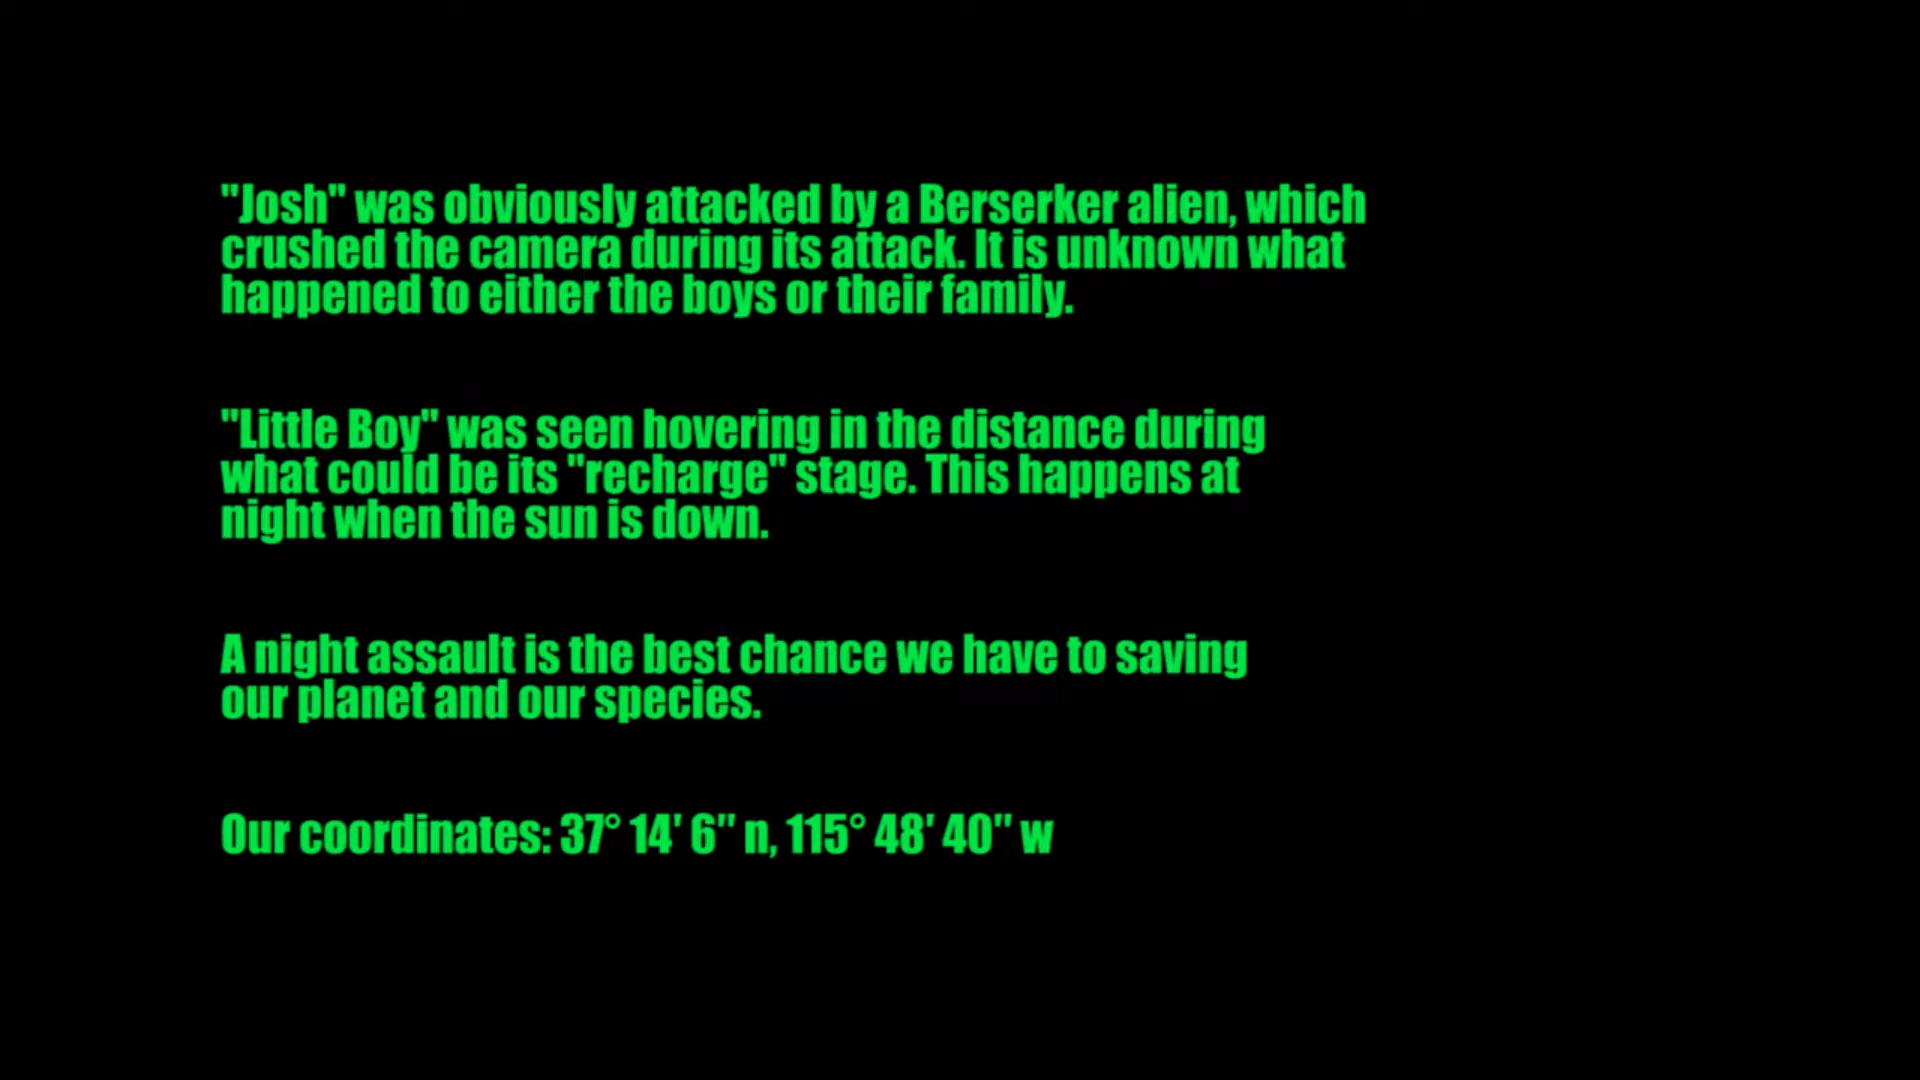 "Josh" was obviously attacked by a Berserker alien, which
crushed the camera during its attack. It is unknown what
happened to either the boys or their family.
"Little Boy" was seen hovering in the distance during
what could be its "recharge" stage. This happens at
night when the sun is down.
A night assault is the best chance we have to saving
our planet and our species.
Our coordinates: 37° 14′ 6″ n, 115° 48′ 40″ w